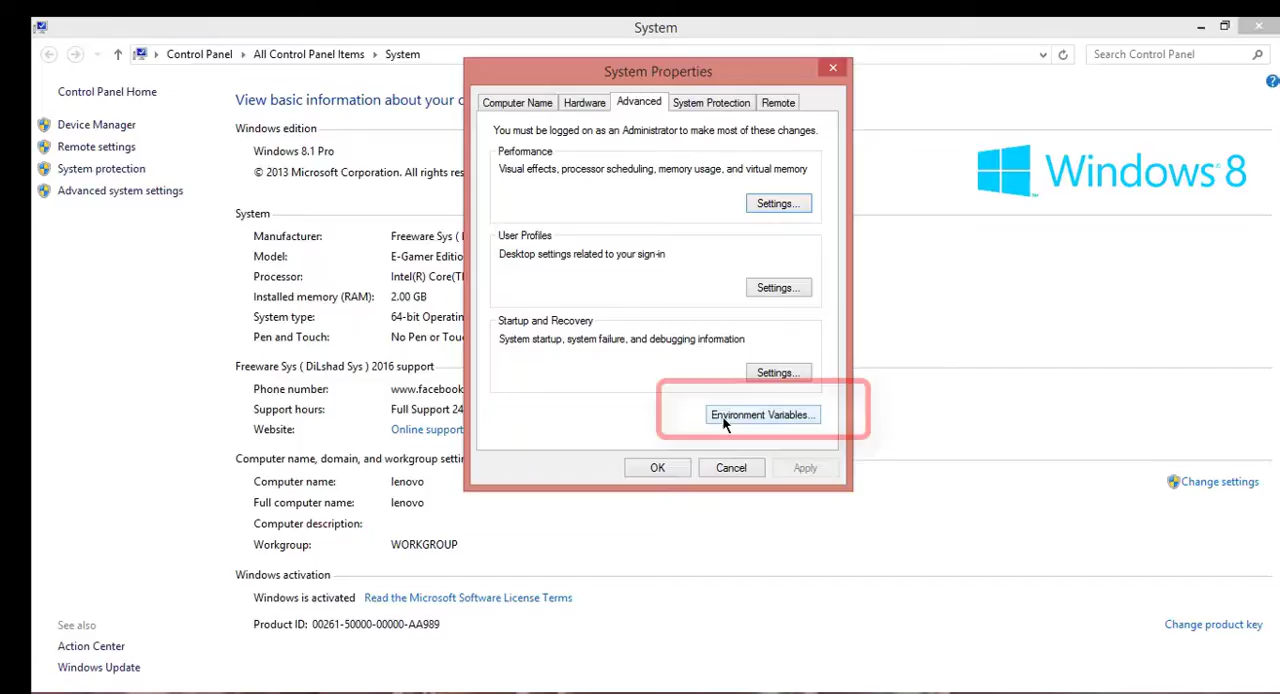 System
Control Panel
All Control Panel Items
System
Search Control Panel
Control Panel Home
Device Manager
Remote settings
System protection
Advanced system settings
See also
Action Center
Windows Update
View basic information about your c
Windows edition
Windows 8.1 Pro
© 2013 Microsoft Corporation. All rights
Windows 8
System
Manufacturer: Freeware Sys (
Model: E-Gamer Editio
Processor: Intel(R) Core(T
Installed memory (RAM): 2.00 GB
System type: 64-bit Operatin
Pen and Touch: No Pen or Touc
Freeware Sys ( DiLshad Sys ) 2016 support
Phone number: www.facebook
Support hours: Full Support 24
Website: Online support
Computer name, domain, and workgroup settin
Computer name: lenovo
Change settings
Full computer name: lenovo
Computer description:
Workgroup: WORKGROUP
Windows activation
Windows is activated Read the Microsoft Software License Terms
Product ID: 00261-50000-00000-AA989
Change product key
System Properties
Computer Name
Hardware
Advanced
System Protection
Remote
You must be logged on as an Administrator to make most of these changes.
Performance
Visual effects, processor scheduling, memory usage, and virtual memory
Settings...
User Profiles
Desktop settings related to your sign-in
Settings...
Startup and Recovery
System startup, system failure, and debugging information
Settings...
Environment Variables...
OK
Cancel
Apply